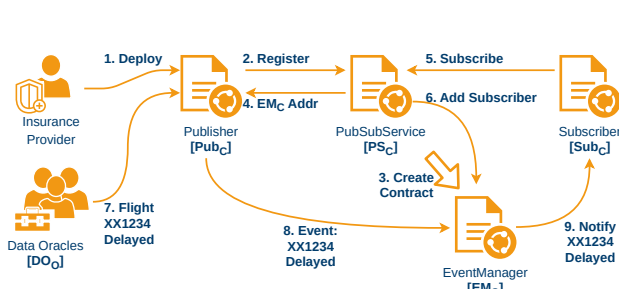 1. Deploy
2. Register
5. Subscribe
4. EMC Addr
6. Add Subscriber
Insurance
Provider
Publisher
[PubC]
PubSubService
[PSC]
Subscriber
[SubC]
3. Create
Contract
7. Flight
XX1234
Delayed
8. Event:
XX1234
Delayed
9. Notify
XX1234
Delayed
Data Oracles
[DOO]
EventManager